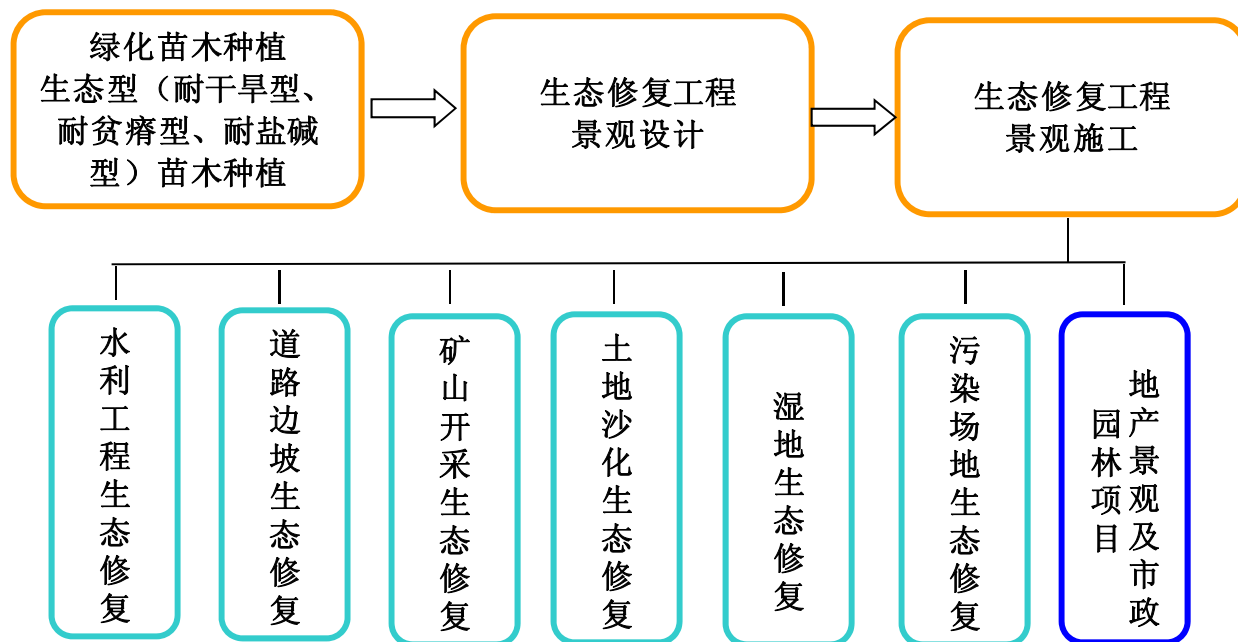 绿化苗木种植
生态型（耐干旱型、
耐贫瘠型、耐盐碱
型）苗木种植
生态修复工程
景观设计
生态修复工程
景观施工
水利工程生态修复
道路边坡生态修复
矿山开采生态修复
土地沙化生态修复
湿地生态修复
污染场地生态修复
地产景观及市政
园林项目